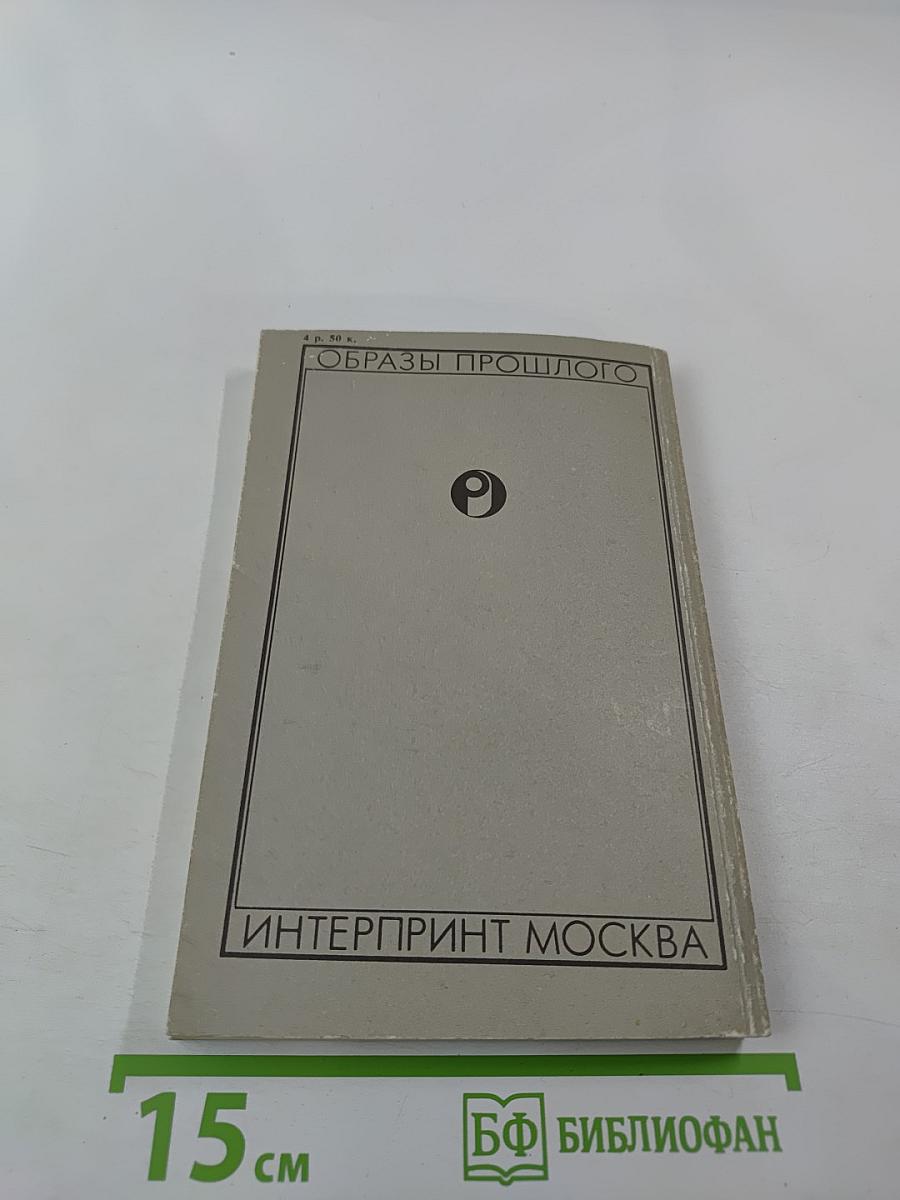 4 р. 50 к.
ОБРАЗЫ ПРОШЛОГО
ИНТЕРПРИНТ МОСКВА
15 см
БФ БИБЛИОФАН